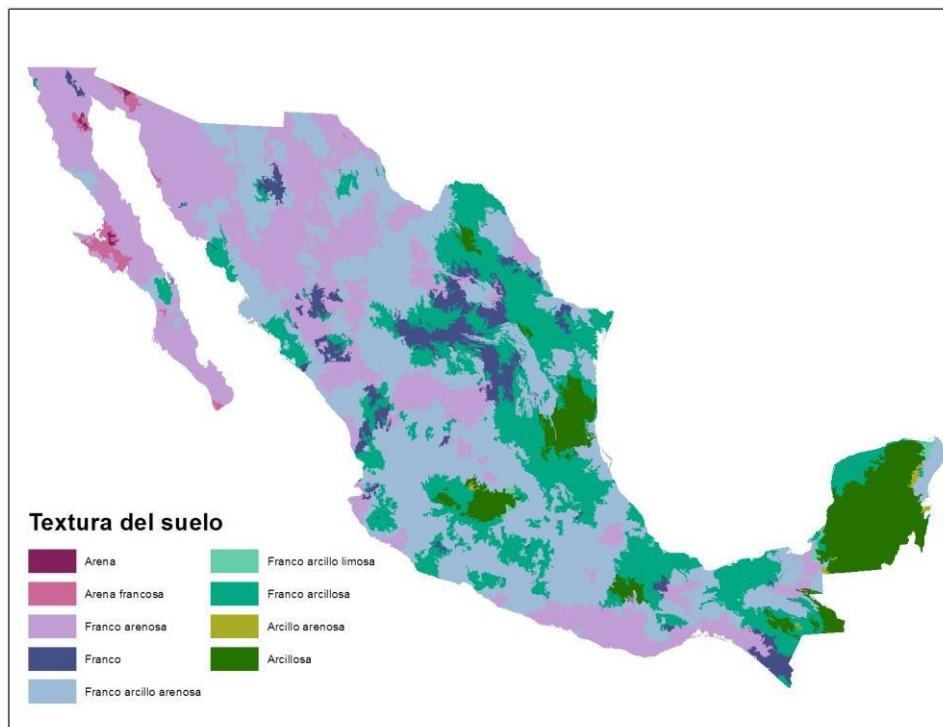 Textura del suelo
Arena
Arena francosa
Franco arenosa
Franco
Franco arcillo arenosa
Franco arcillo limosa
Franco arcillosa
Arcillo arenosa
Arcillosa